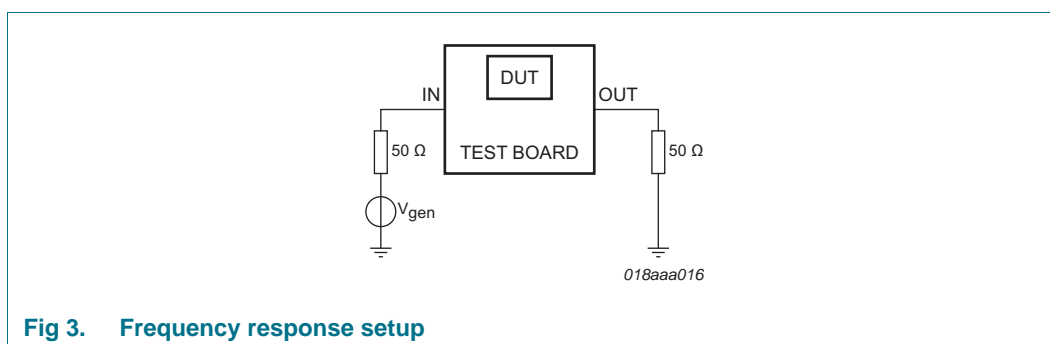 DUT
IN
OUT
50 Ω
TEST BOARD
50 Ω
Vgen
018aaa016
Fig 3. Frequency response setup